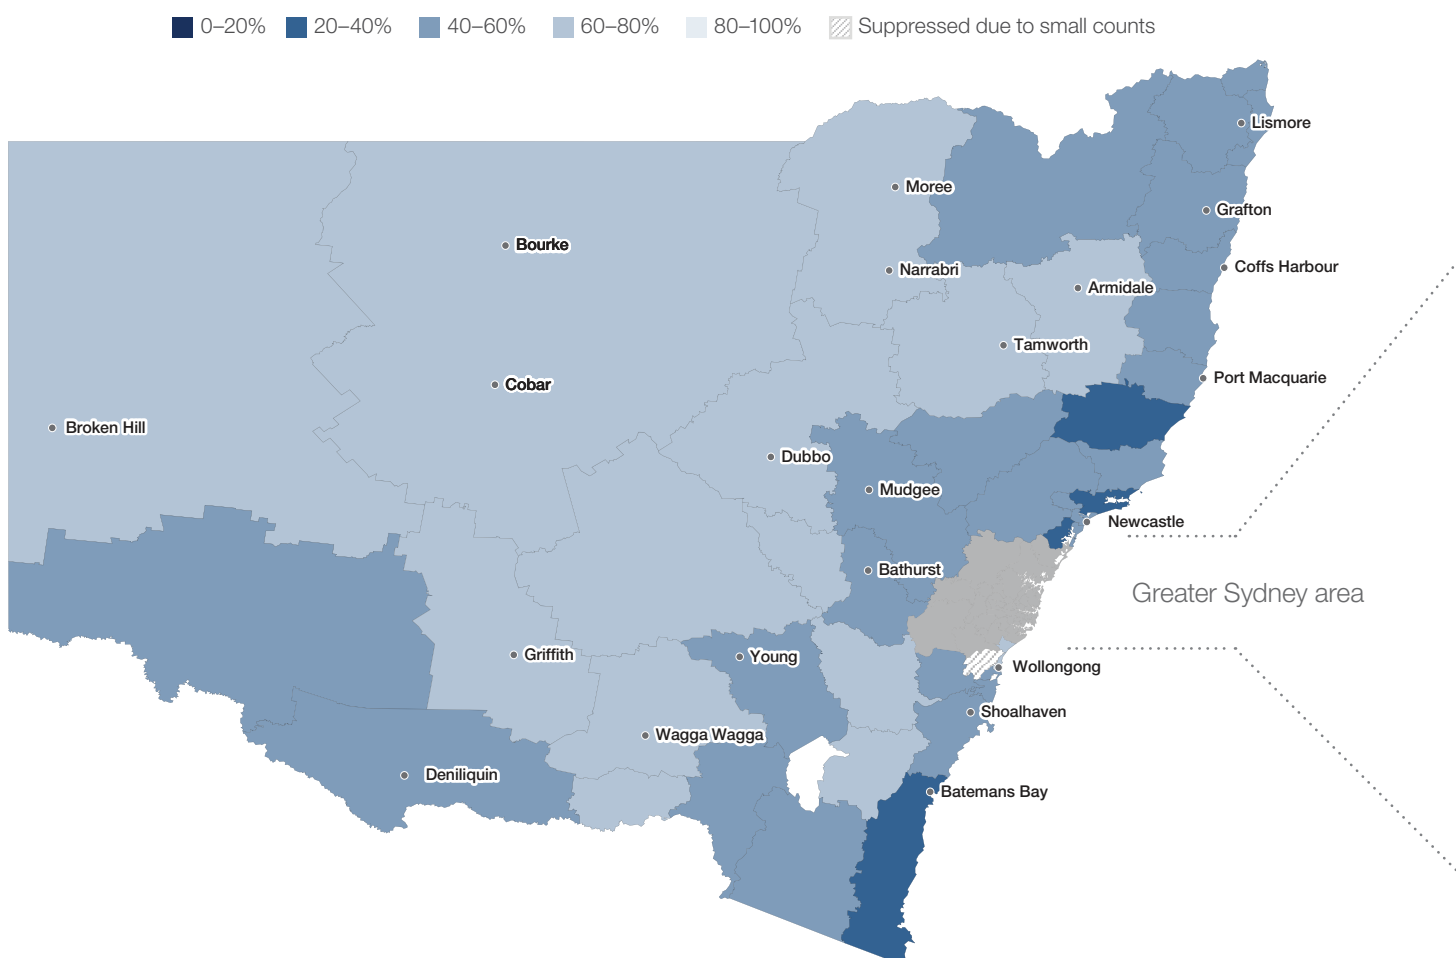 0–20% 20–40% 40–60% 60–80% 80–100% Suppressed due to small counts
Lismore
Moree
Grafton
Bourke
Coffs Harbour
Narrabri
Armidale
Tamworth
Port Macquarie
Cobar
Broken Hill
Dubbo
Mudgee
Newcastle
Bathurst
Greater Sydney area
Griffith
Young
Wollongong
Shoalhaven
Wagga Wagga
Deniliquin
Batemans Bay